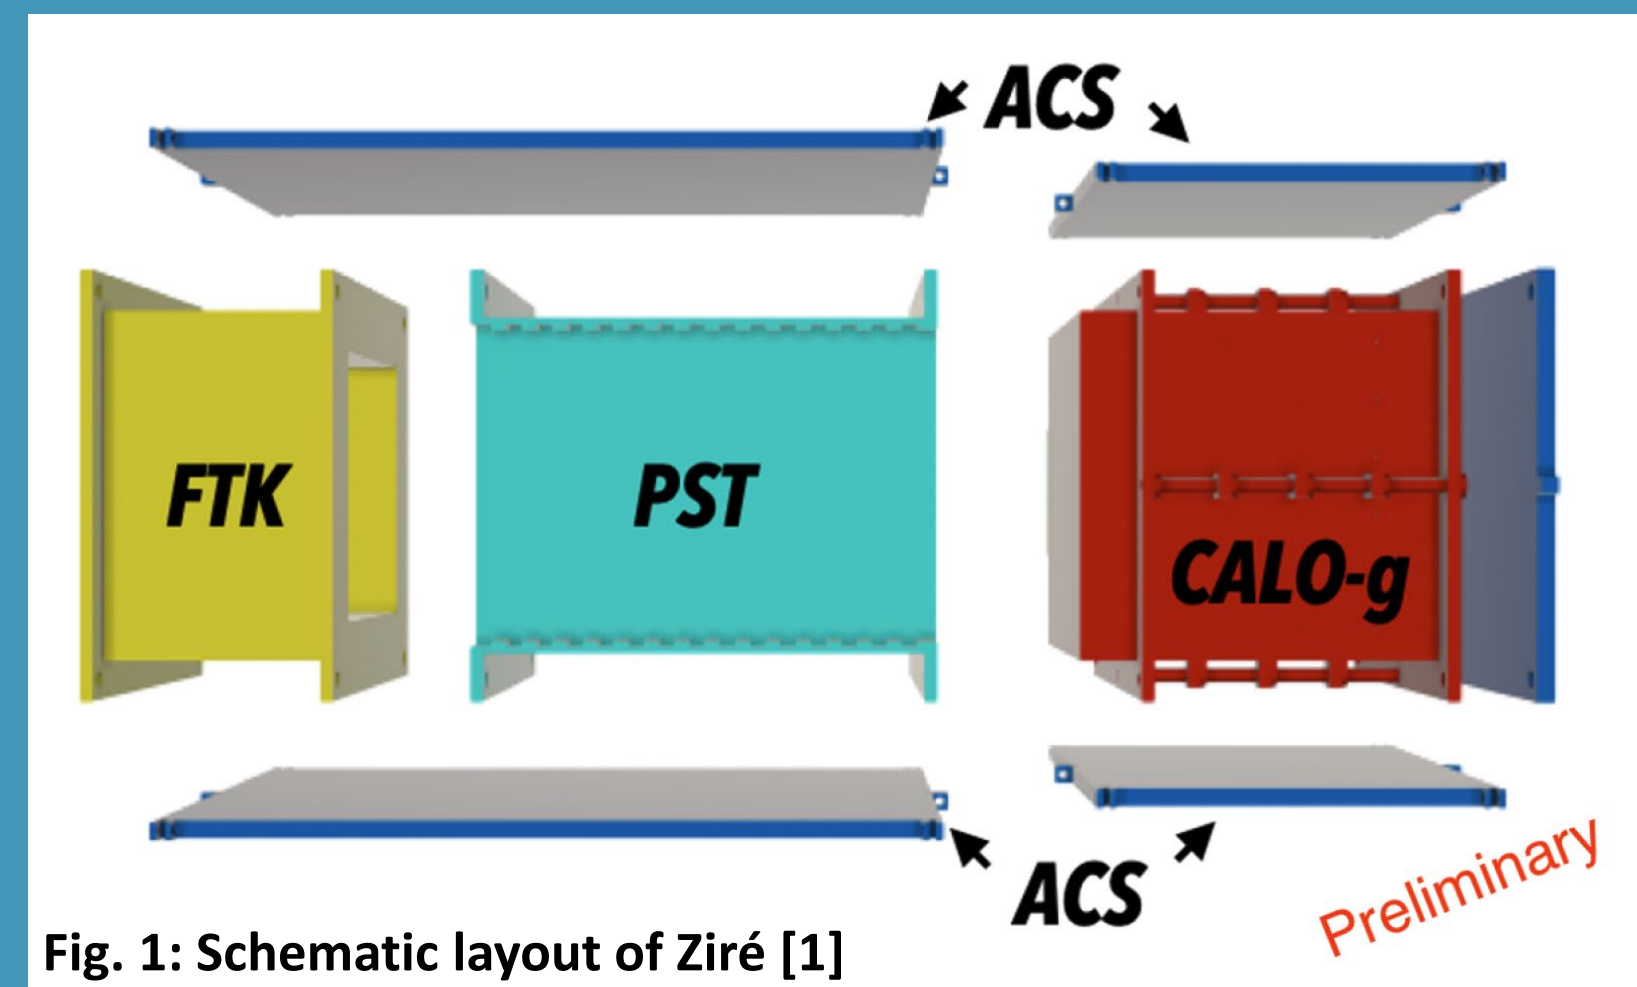 ACS
FTK
PST
CALO-g
ACS
Preliminary
Fig. 1: Schematic layout of Ziré [1]